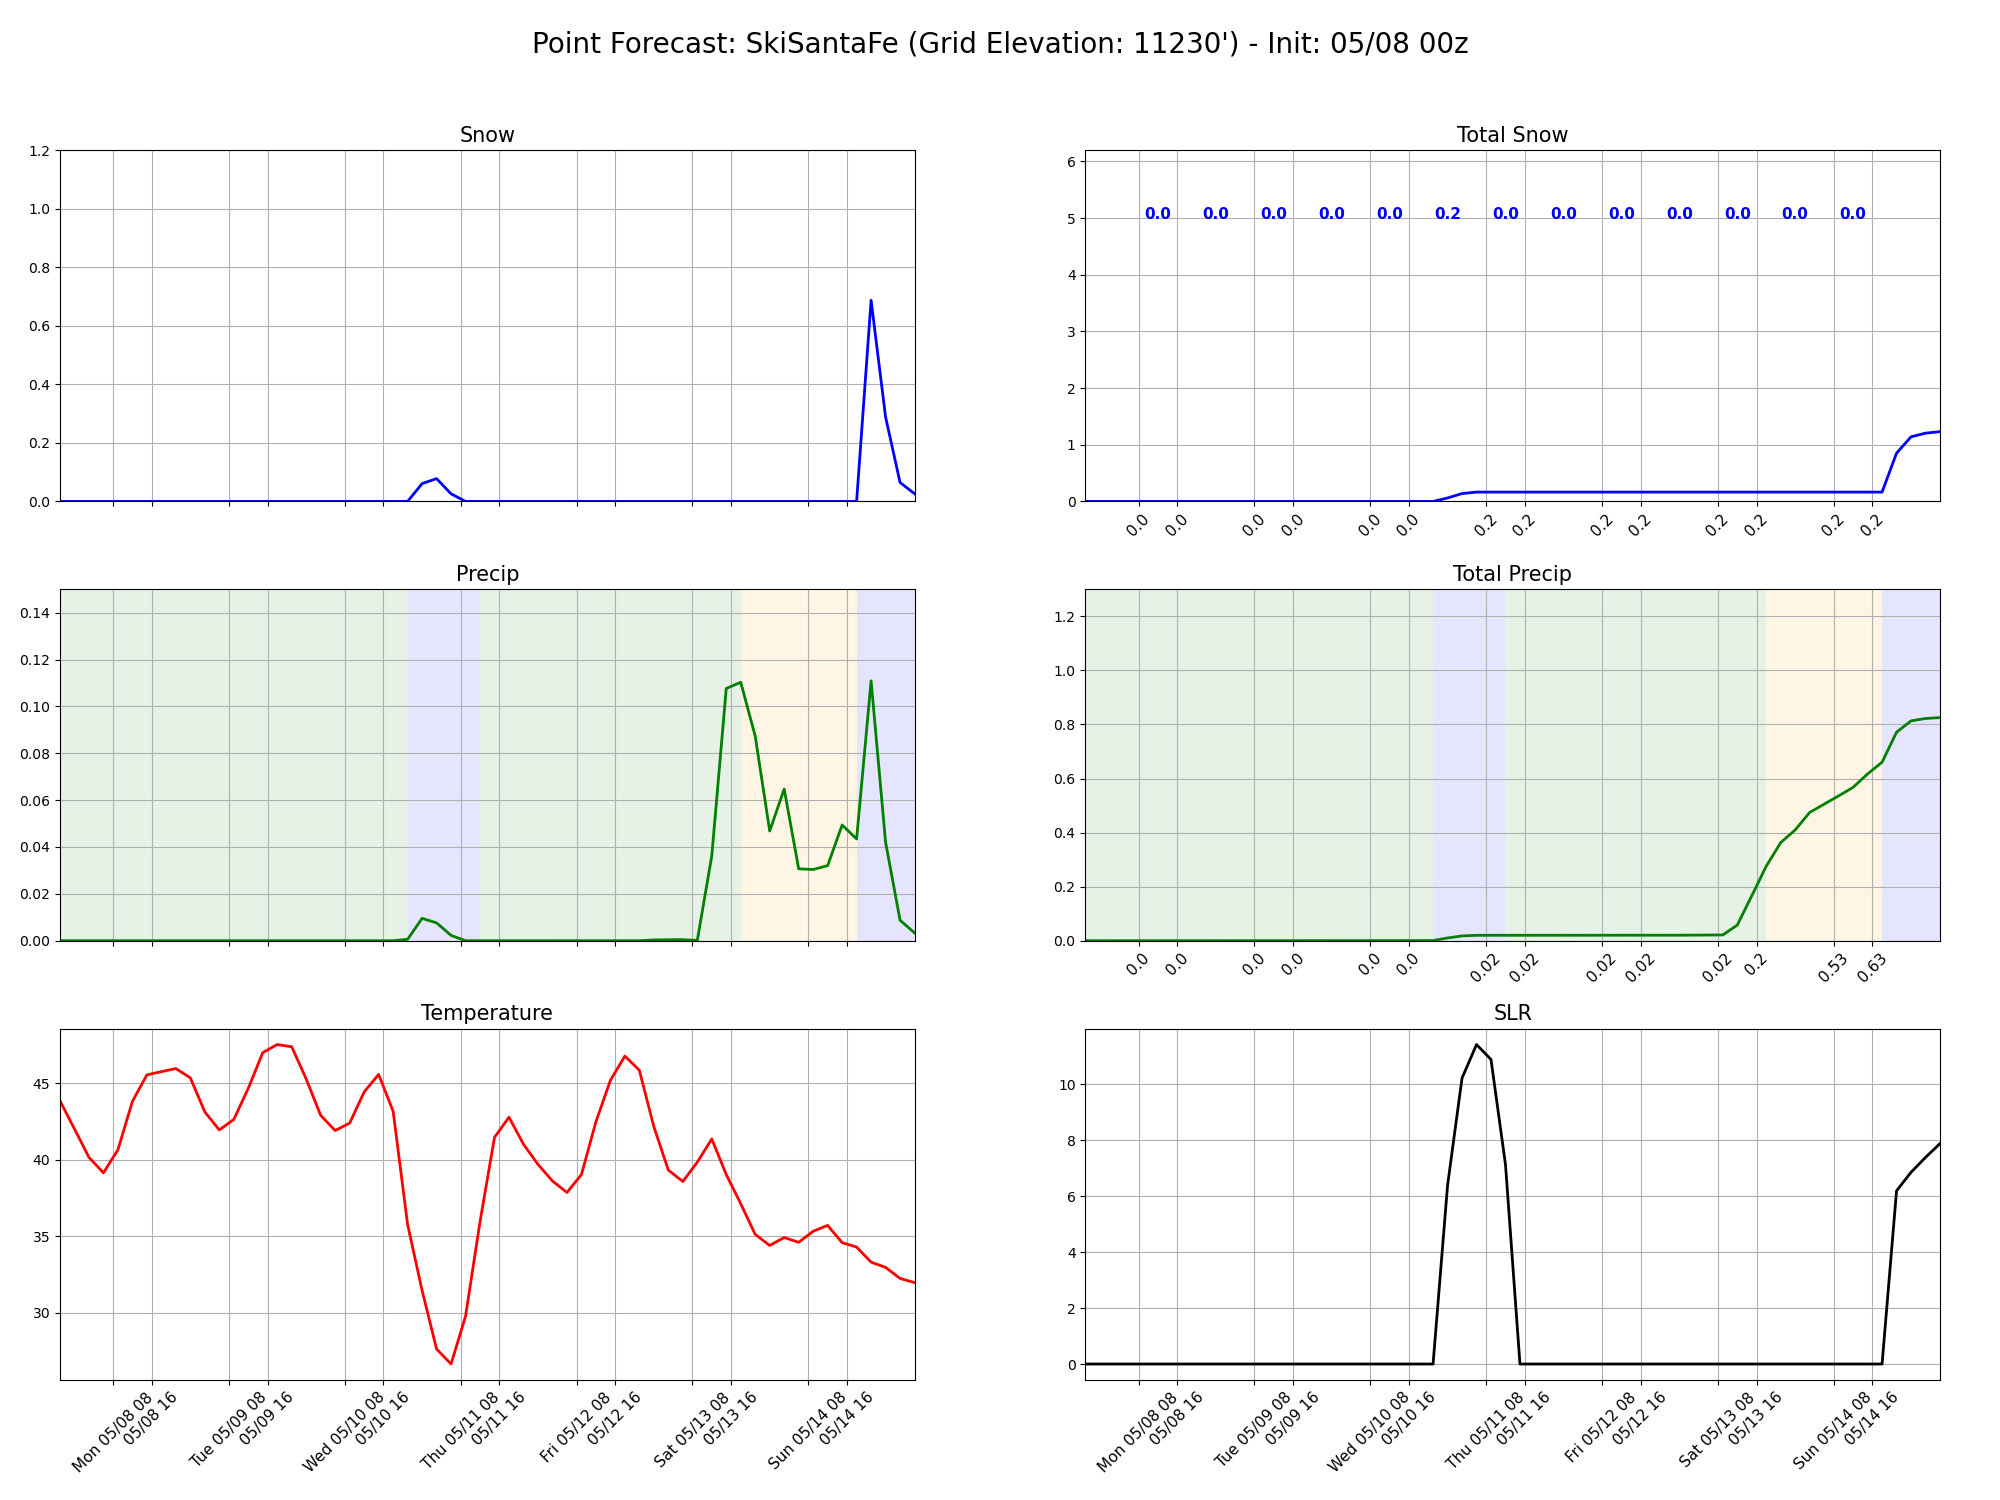 Point Forecast: SkiSantaFe (Grid Elevation: 11230') - Init: 05/08 00z
Snow
1.2
1.0
0.8
0.6
0.4
0.2
0.0
Total Snow
6
5
4
3
2
1
0
0.0 0.0 0.0 0.0 0.0 0.2 0.0 0.0 0.0 0.0 0.0 0.0 0.0
0.0 0.0 0.0 0.0 0.0 0.0 0.2 0.2 0.2 0.2 0.2 0.2 0.2 0.2
Precip
0.14
0.12
0.10
0.08
0.06
0.04
0.02
0.00
Total Precip
1.2
1.0
0.8
0.6
0.4
0.2
0.0
0.0 0.0 0.0 0.0 0.0 0.0 0.02 0.02 0.02 0.02 0.02 0.2 0.53 0.63
Temperature
45
40
35
30
Mon 05/08 08
05/08 16
Tue 05/09 08
05/09 16
Wed 05/10 08
05/10 16
Thu 05/11 08
05/11 16
Fri 05/12 08
05/12 16
Sat 05/13 08
05/13 16
Sun 05/14 08
05/14 16
SLR
10
8
6
4
2
0
Mon 05/08 08
05/08 16
Tue 05/09 08
05/09 16
Wed 05/10 08
05/10 16
Thu 05/11 08
05/11 16
Fri 05/12 08
05/12 16
Sat 05/13 08
05/13 16
Sun 05/14 08
05/14 16